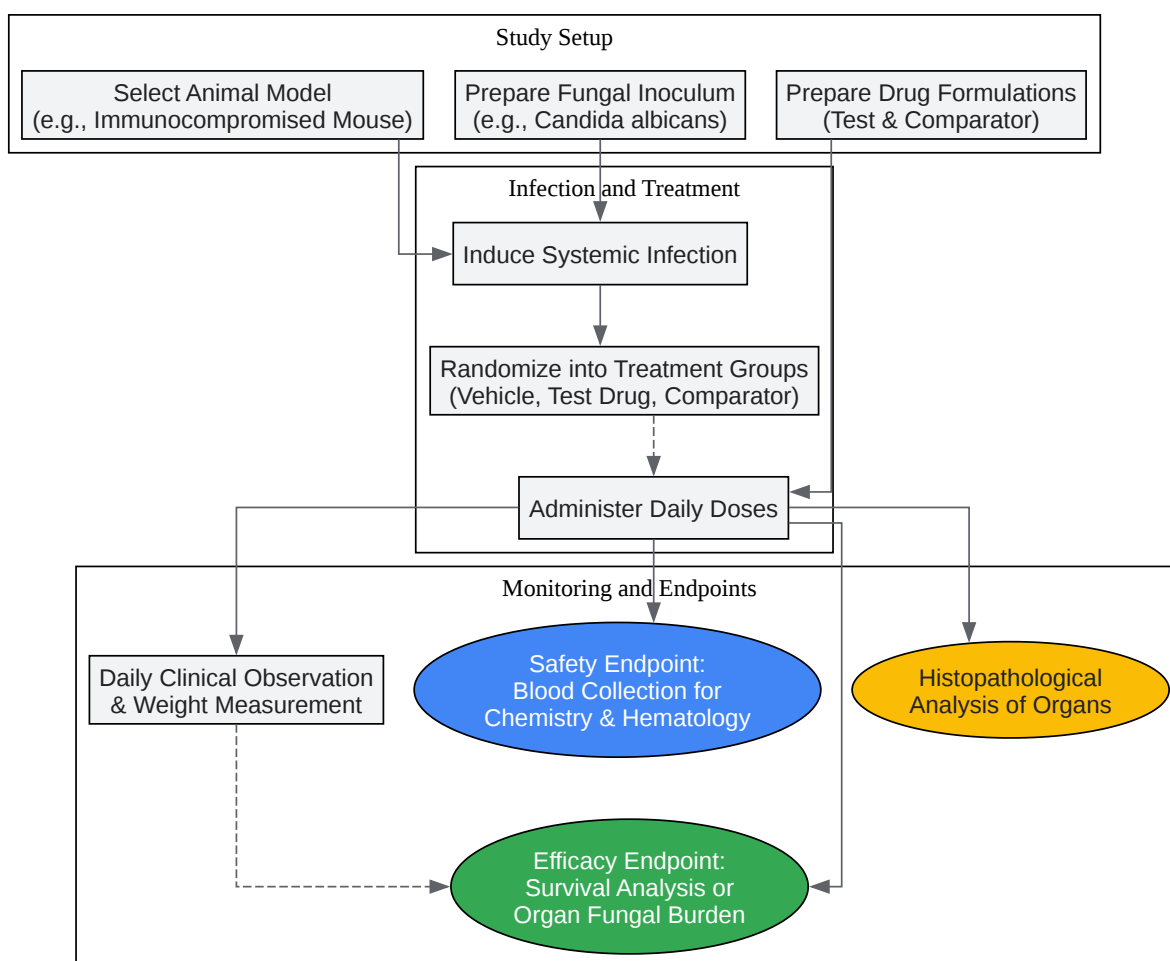 Study Setup
Select Animal Model
(e.g., Immunocompromised Mouse)
Prepare Fungal Inoculum
(e.g., Candida albicans)
Prepare Drug Formulations
(Test & Comparator)
Infection and Treatment
Induce Systemic Infection
Randomize into Treatment Groups
(Vehicle, Test Drug, Comparator)
Administer Daily Doses
Monitoring and Endpoints
Daily Clinical Observation
& Weight Measurement
Safety Endpoint:
Blood Collection for
Chemistry & Hematology
Histopathological
Analysis of Organs
Efficacy Endpoint:
Survival Analysis or
Organ Fungal Burden